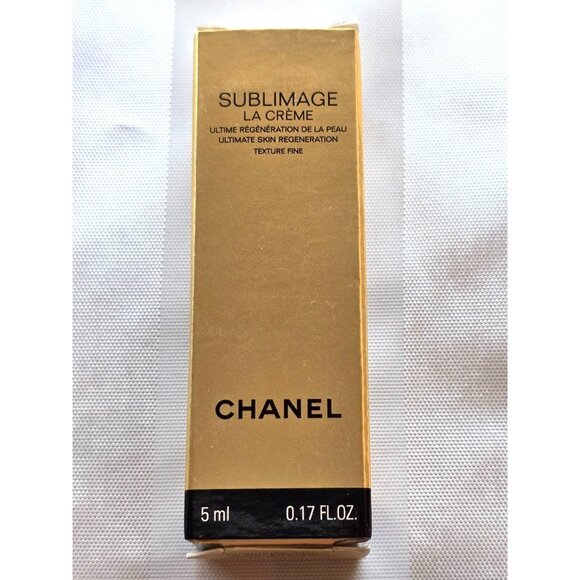 SUBLIMAGE
LA CRÈME
ULTIME RÉGÉNÉRATION DE LA PEAU
ULTIMATE SKIN REGENERATION
TEXTURE FINE
CHANEL
5 ml 0.17 FL.OZ.